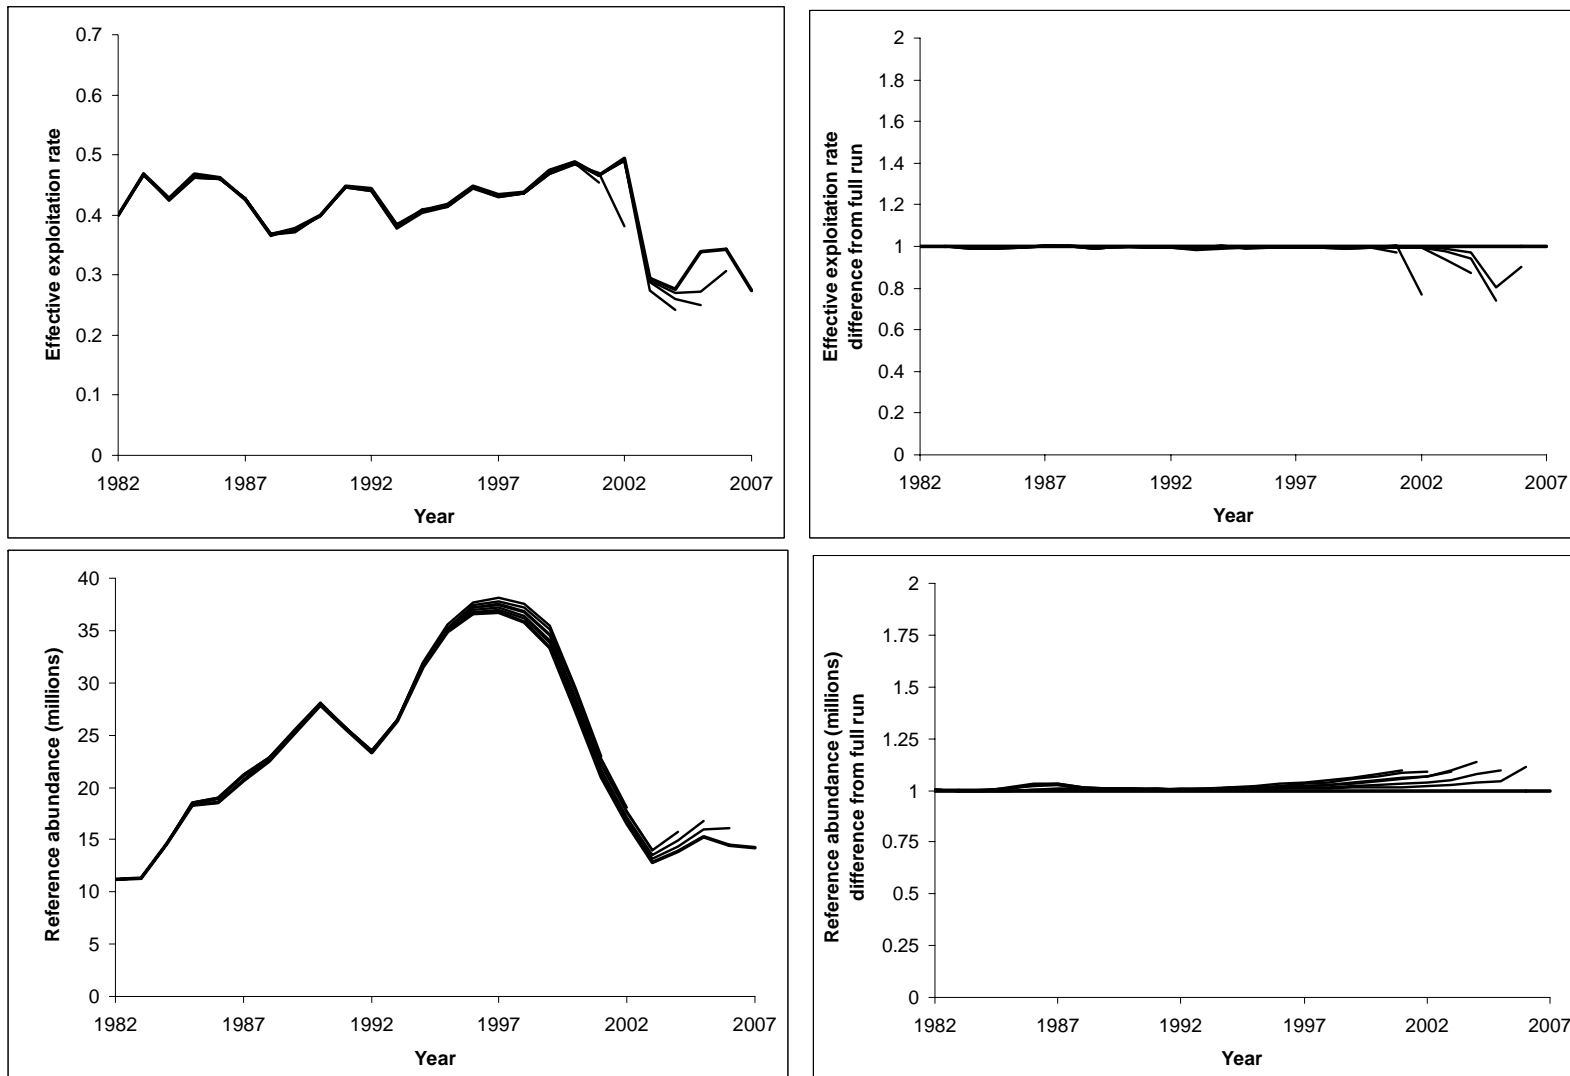 Effective exploitation rate
0.7
0.6
0.5
0.4
0.3
0.2
0.1
0
1982 1987 1992 1997 2002 2007
Year
Effective exploitation rate
difference from full run
2
1.8
1.6
1.4
1.2
1
0.8
0.6
0.4
0.2
0
1982 1987 1992 1997 2002 2007
Year
Reference abundance (millions)
40
35
30
25
20
15
10
5
0
1982 1987 1992 1997 2002 2007
Year
Reference abundance (millions)
difference from full run
2
1.75
1.5
1.25
1
0.75
0.5
0.25
0
1982 1987 1992 1997 2002 2007
Year